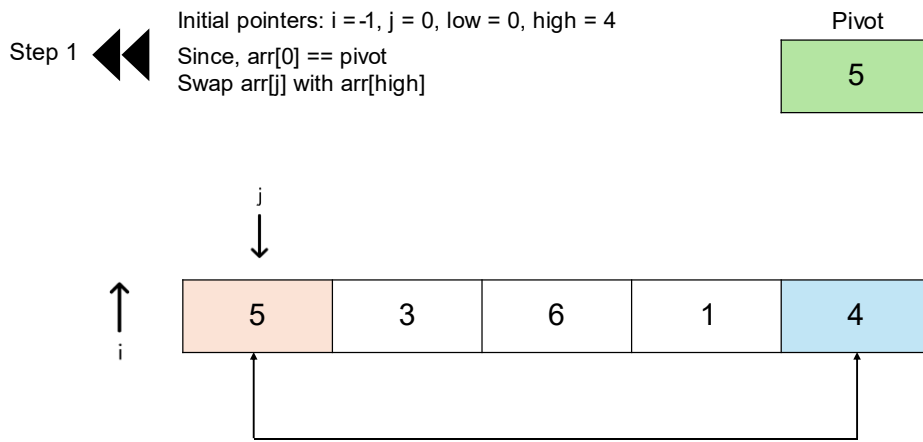 Step 1
Initial pointers: i =-1, j = 0, low = 0, high = 4
Since, arr[0] == pivot
Swap arr[j] with arr[high]
Pivot
5
j
5 3 6 1 4
i